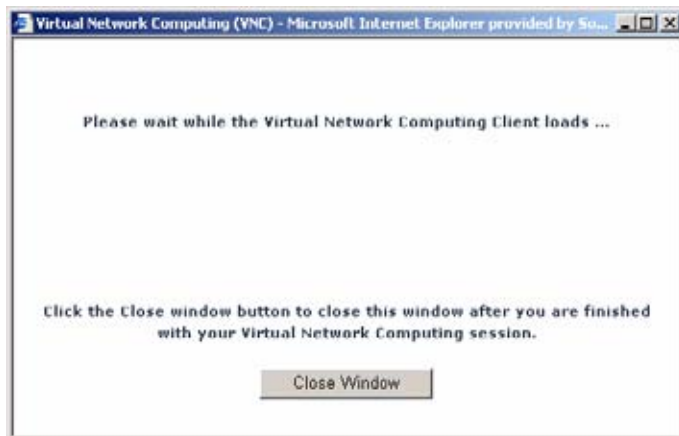 Virtual Network Computing (VNC) - Microsoft Internet Explorer provided by So...
Please wait while the Virtual Network Computing Client loads ...
Click the Close window button to close this window after you are finished
with your Virtual Network Computing session.
Close Window